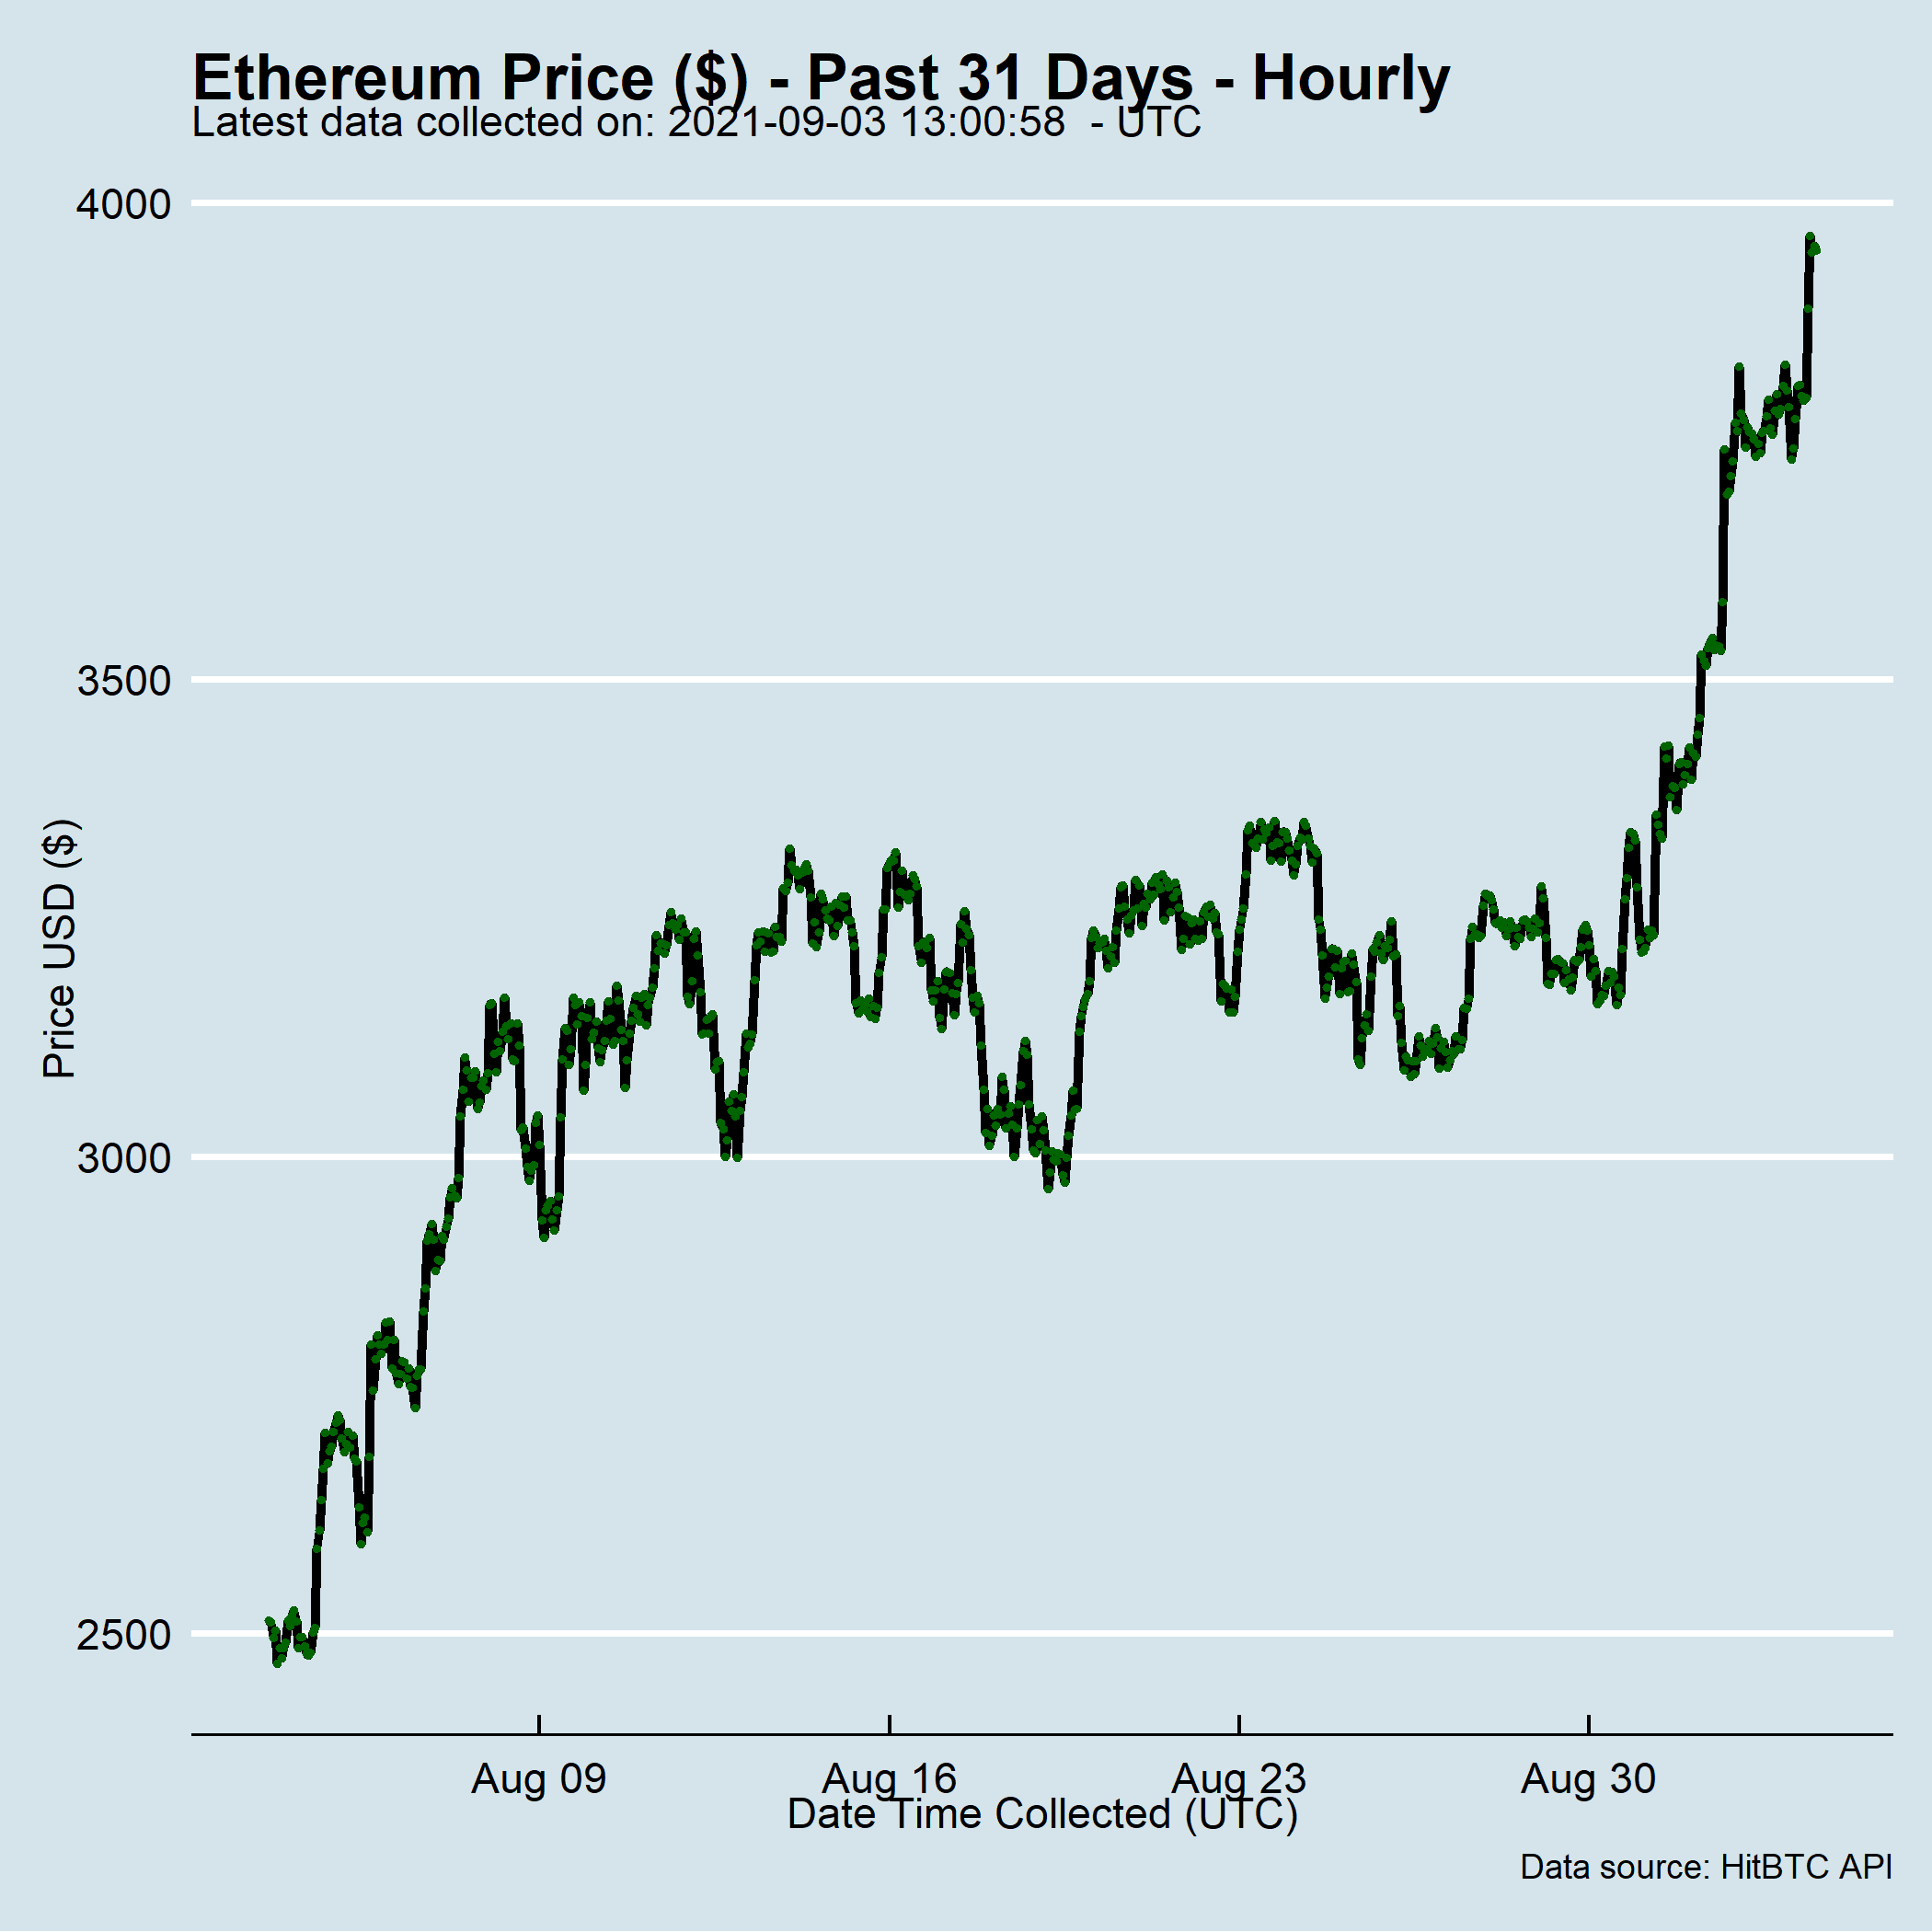 Ethereum Price ($) - Past 31 Days - Hourly
Latest data collected on: 2021-09-03 13:00:58  - UTC
4000
3500
3000
2500
Price USD ($)
Aug 09
Aug 16
Aug 23
Aug 30
Date Time Collected (UTC)
Data source: HitBTC API